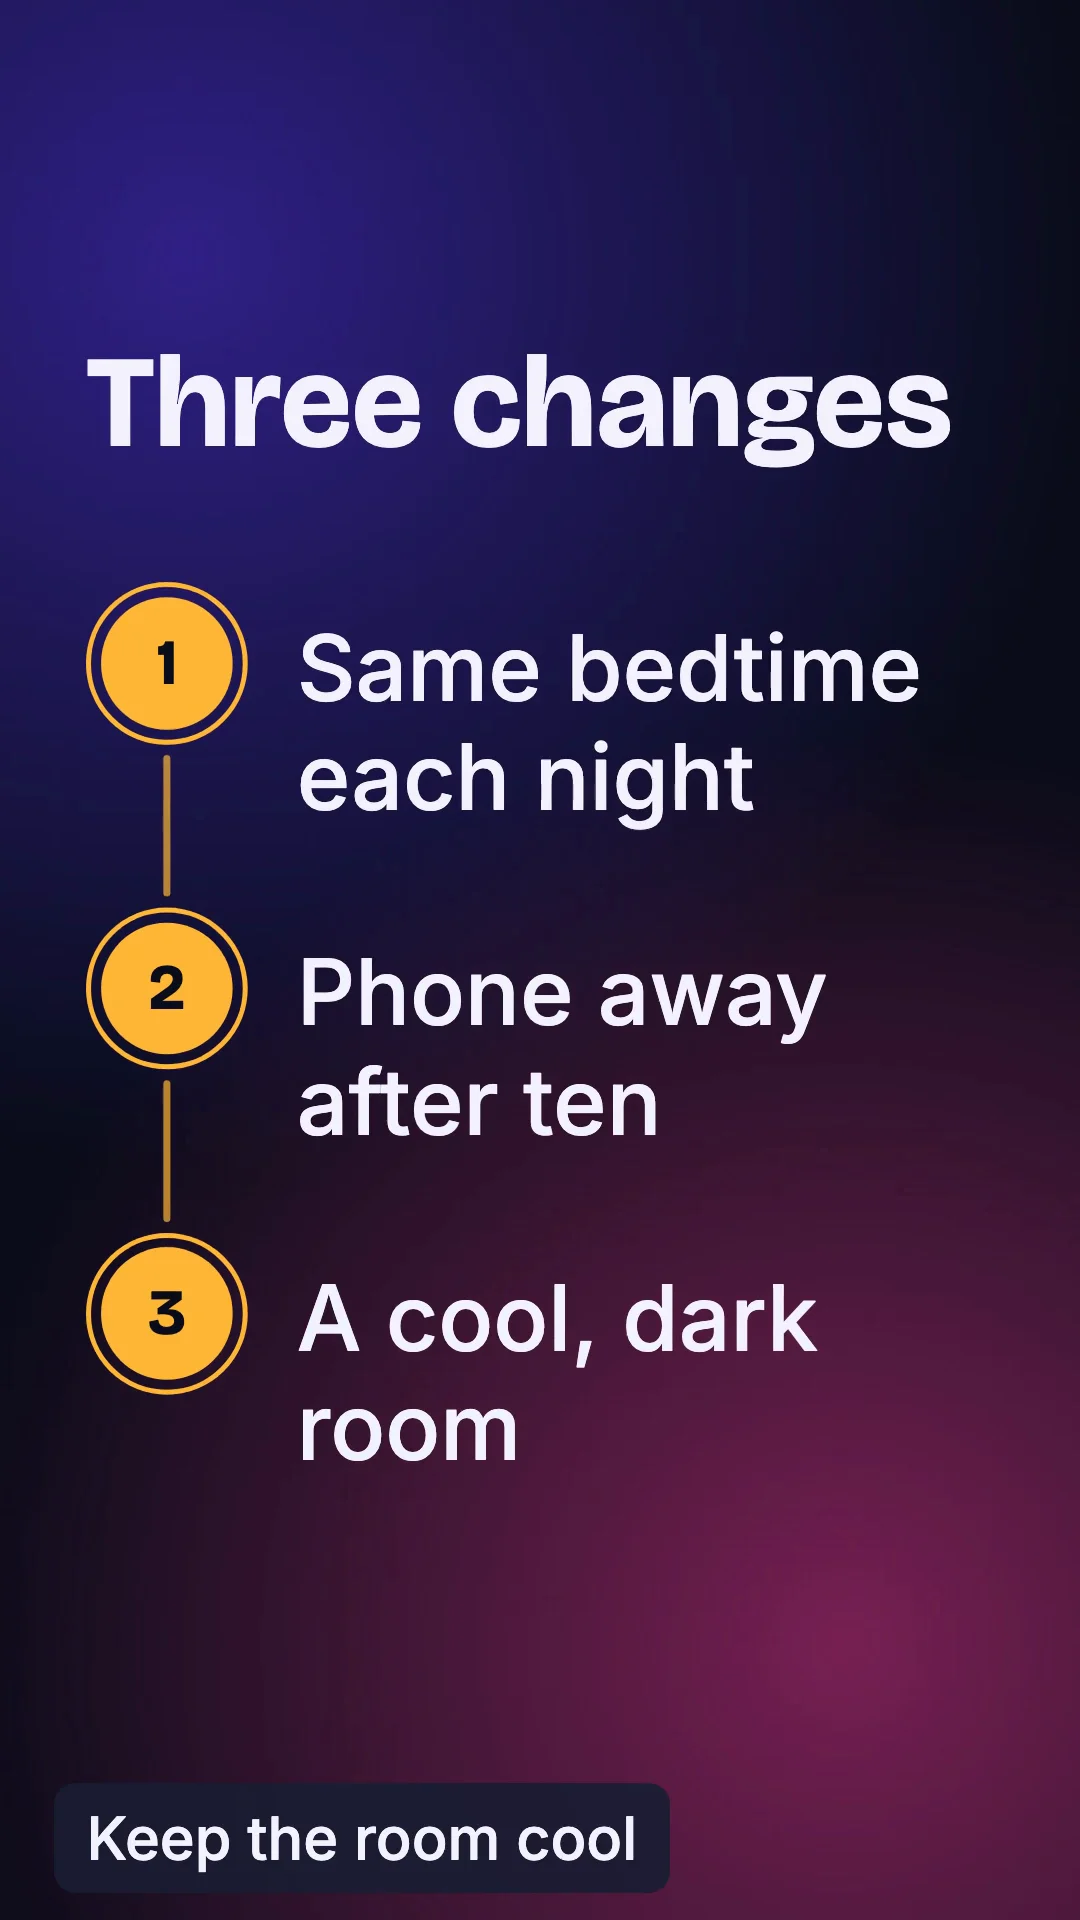 Three changes
1
Same bedtime
each night
2
Phone away
after ten
3
A cool, dark
room
Keep the room cool